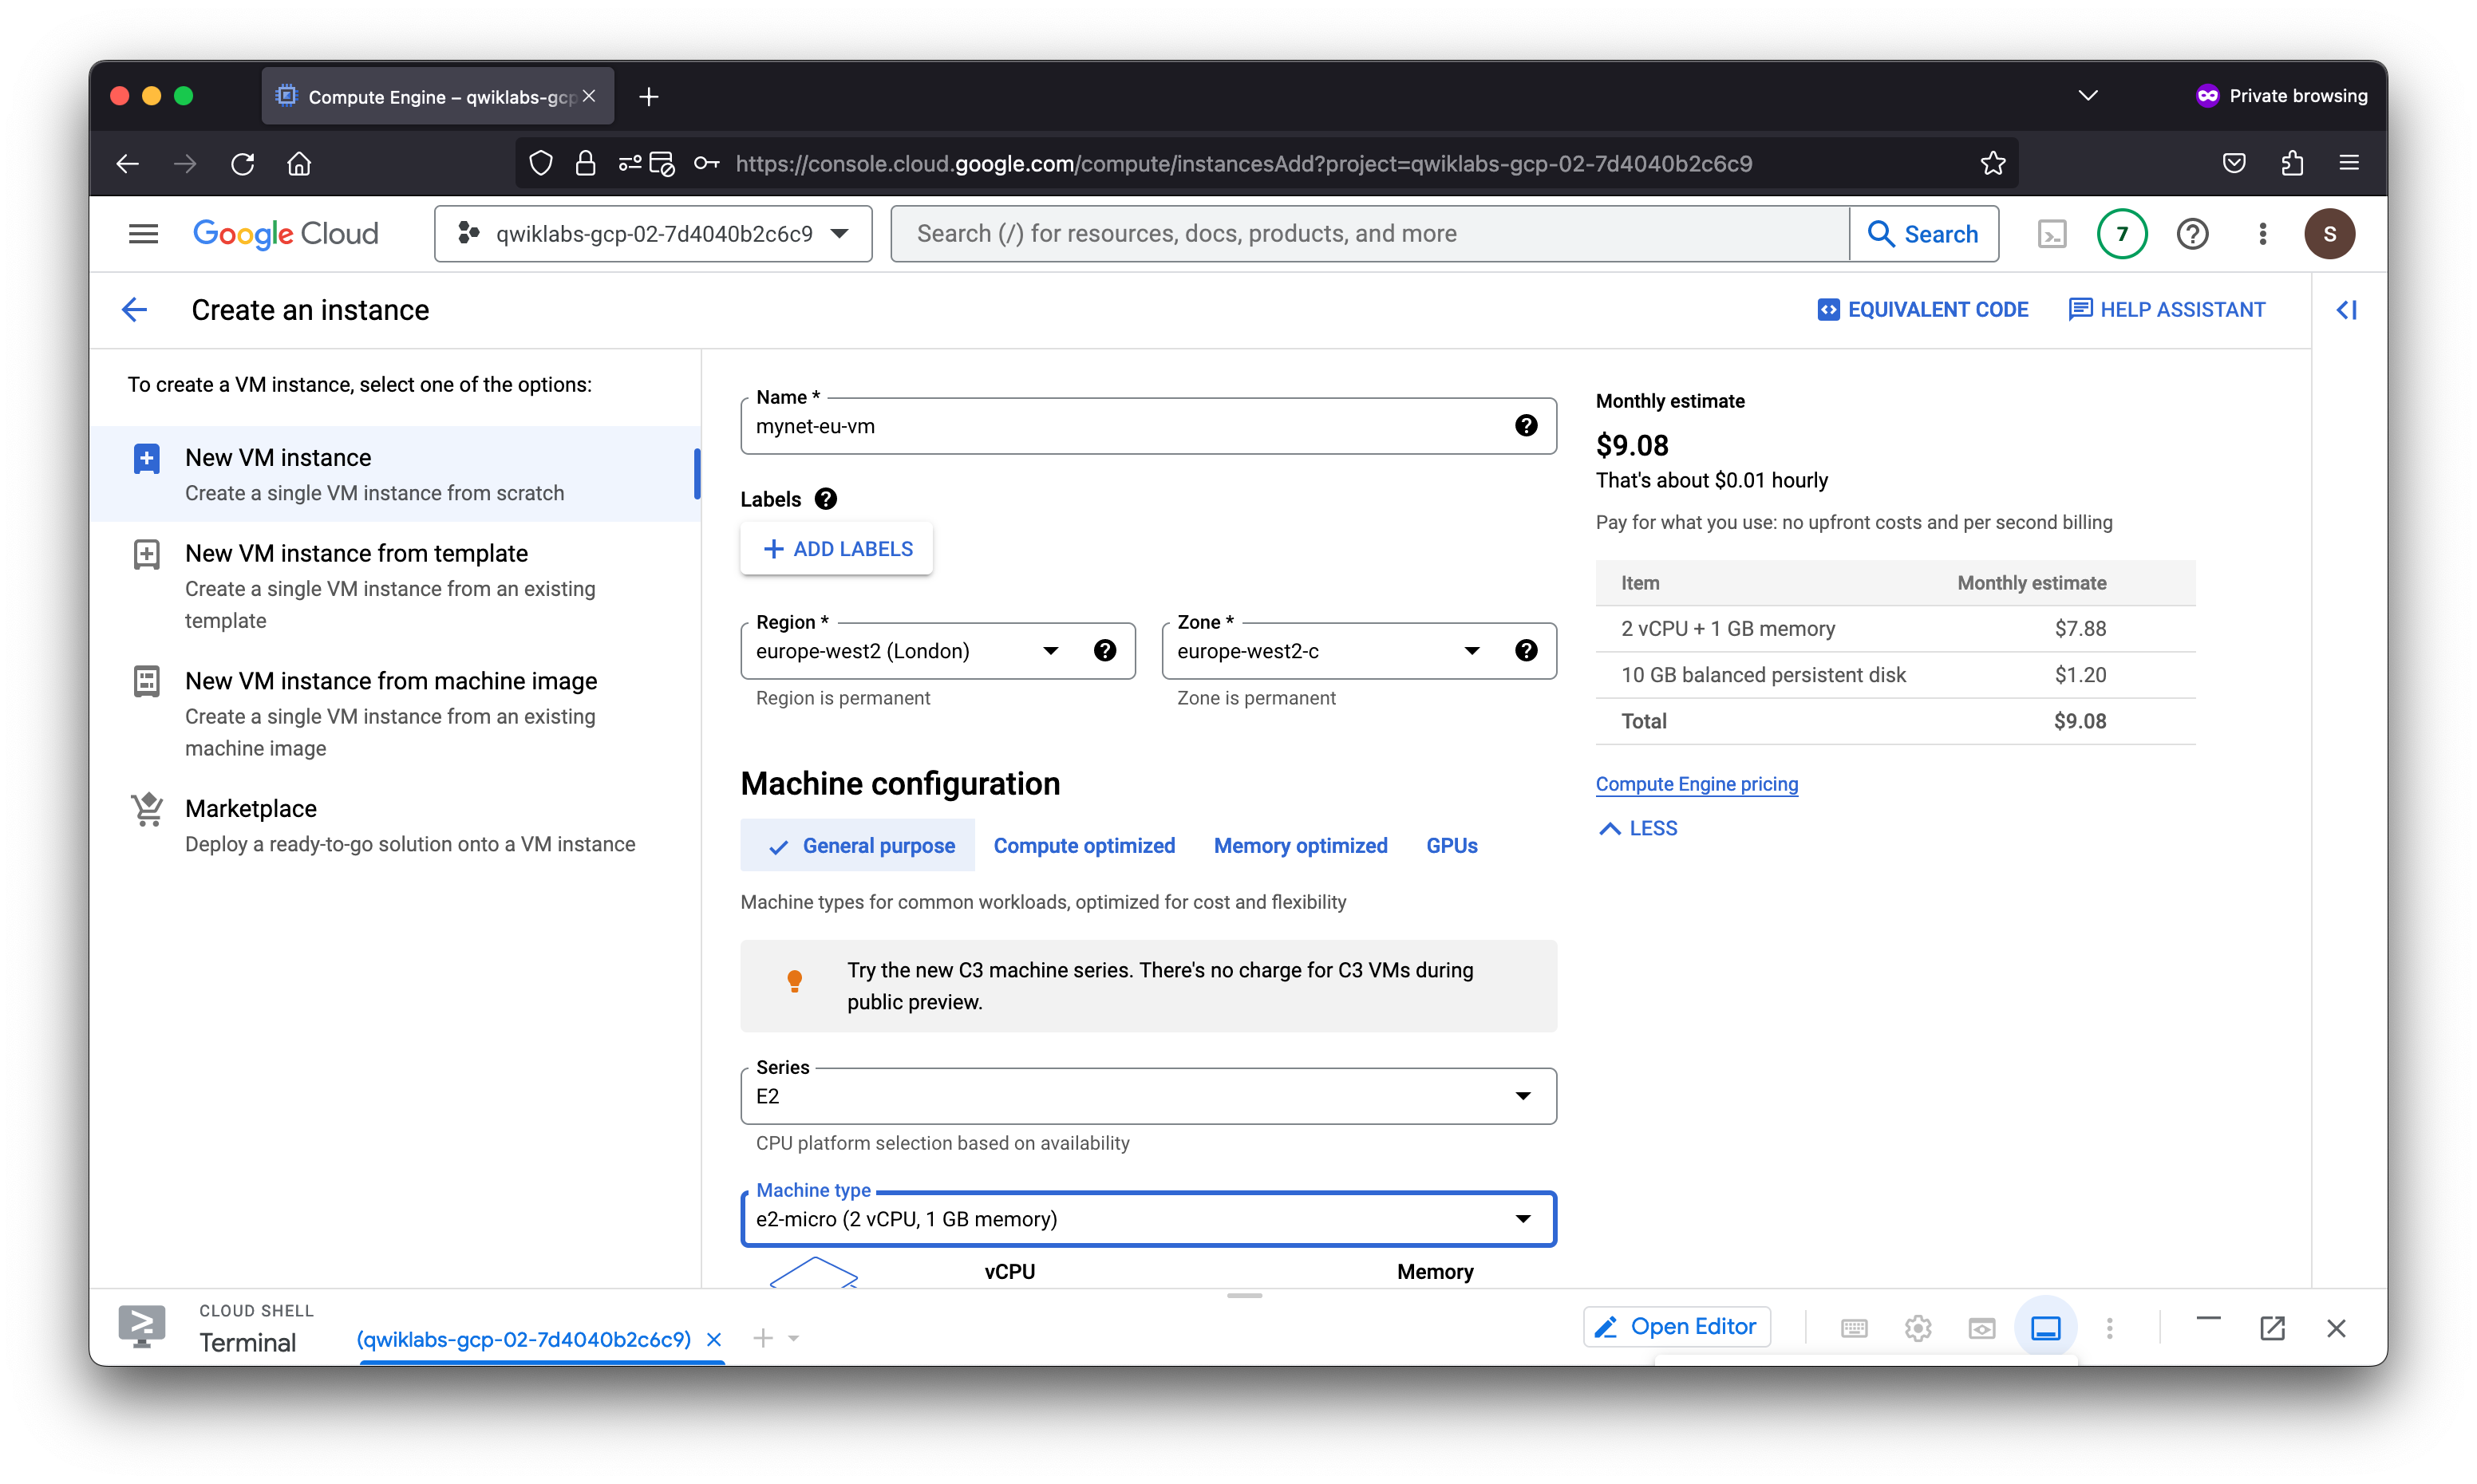 Compute Engine – qwiklabs-gcp
Private browsing
https://console.cloud.google.com/compute/instancesAdd?project=qwiklabs-gcp-02-7d4040b2c6c9
Google Cloud
qwiklabs-gcp-02-7d4040b2c6c9
Search (/) for resources, docs, products, and more
Search
7
S
Create an instance
EQUIVALENT CODE
HELP ASSISTANT
To create a VM instance, select one of the options:
New VM instance
Create a single VM instance from scratch
New VM instance from template
Create a single VM instance from an existing
template
New VM instance from machine image
Create a single VM instance from an existing
machine image
Marketplace
Deploy a ready-to-go solution onto a VM instance
Name *
mynet-eu-vm
Labels
ADD LABELS
Region *
europe-west2 (London)
Region is permanent
Zone *
europe-west2-c
Zone is permanent
Machine configuration
General purpose
Compute optimized
Memory optimized
GPUs
Machine types for common workloads, optimized for cost and flexibility
Try the new C3 machine series. There's no charge for C3 VMs during
public preview.
Series
E2
CPU platform selection based on availability
Machine type
e2-micro (2 vCPU, 1 GB memory)
vCPU
Memory
Monthly estimate
$9.08
That's about $0.01 hourly
Pay for what you use: no upfront costs and per second billing
Item Monthly estimate
2 vCPU + 1 GB memory $7.88
10 GB balanced persistent disk $1.20
Total $9.08
Compute Engine pricing
LESS
CLOUD SHELL
Terminal
(qwiklabs-gcp-02-7d4040b2c6c9)
Open Editor